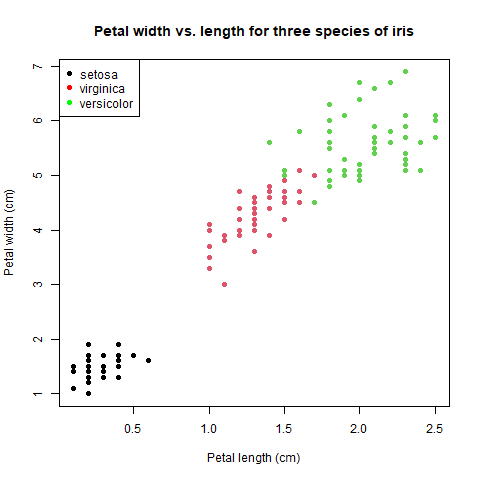 Petal width vs. length for three species of iris
setosa
virginica
versicolor
Petal width (cm)
7
6
5
4
3
2
1
0.5 1.0 1.5 2.0 2.5
Petal length (cm)